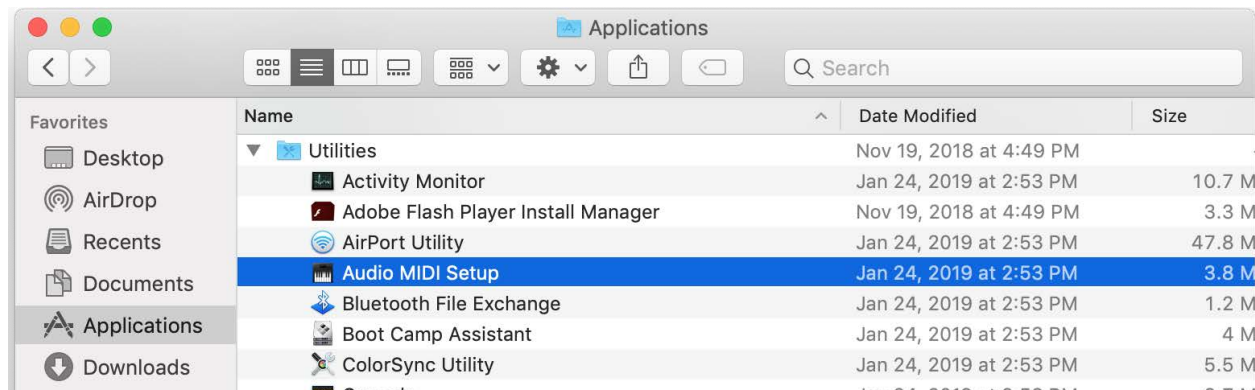 Applications
Search
Favorites
Desktop
AirDrop
Recents
Documents
Applications
Downloads
Name Date Modified Size
Utilities Nov 19, 2018 at 4:49 PM
Activity Monitor Jan 24, 2019 at 2:53 PM 10.7 M
Adobe Flash Player Install Manager Nov 19, 2018 at 4:49 PM 3.3 M
AirPort Utility Jan 24, 2019 at 2:53 PM 47.8 M
Audio MIDI Setup Jan 24, 2019 at 2:53 PM 3.8 M
Bluetooth File Exchange Jan 24, 2019 at 2:53 PM 1.2 M
Boot Camp Assistant Jan 24, 2019 at 2:53 PM 4 M
ColorSync Utility Jan 24, 2019 at 2:53 PM 5.5 M